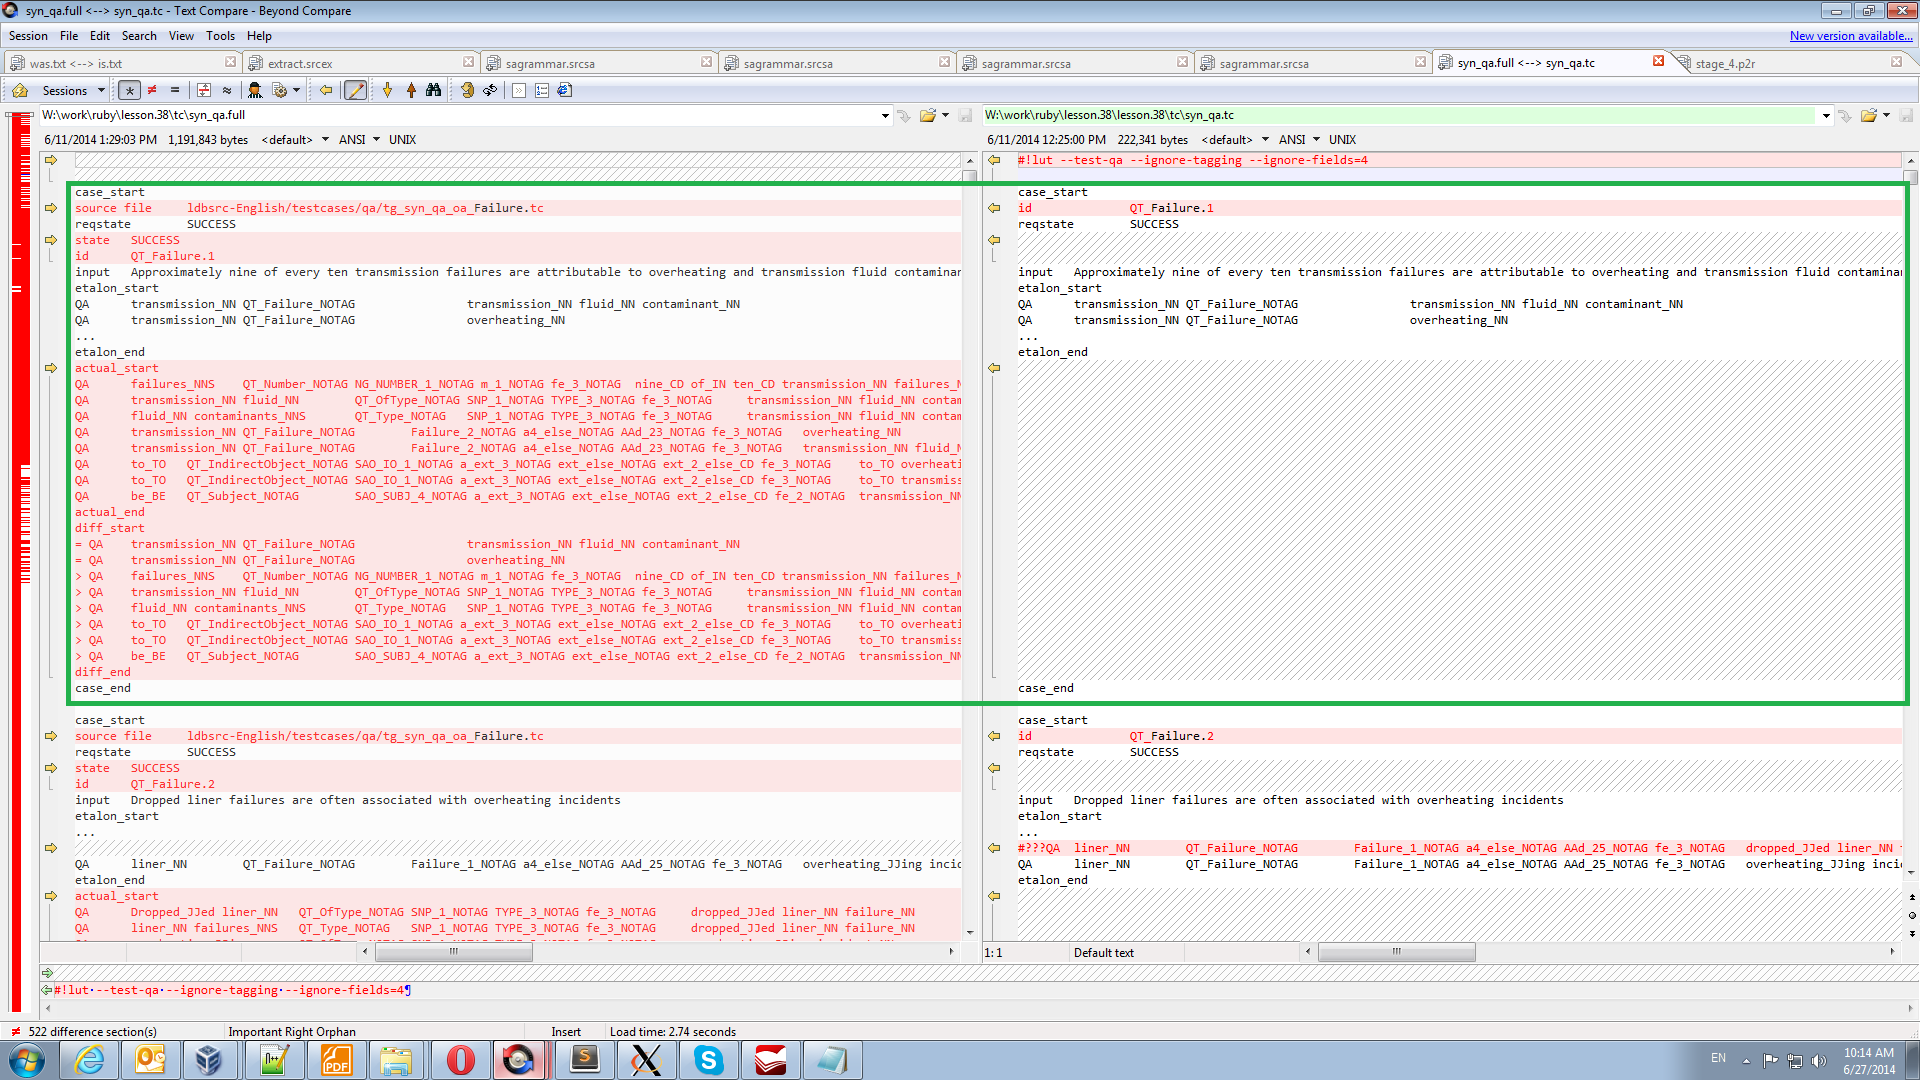 syn_qa.full <--> syn_qa.tc - Text Compare - Beyond Compare
Session File Edit Search View Tools Help
New version available...
was.txt <--> is.txt
extract.srcex
sagrammar.srcsa
sagrammar.srcsa
sagrammar.srcsa
sagrammar.srcsa
syn_qa.full <--> syn_qa.tc
stage_4.p2r
Sessions
W:\work\ruby\lesson.38\tc\syn_qa.full
6/11/2014 1:29:03 PM 1,191,843 bytes <default> ANSI UNIX
case_start
source file ldbsrc-English/testcases/qa/tg_syn_qa_oa_Failure.tc
reqstate SUCCESS
state SUCCESS
id QT_Failure.1
input Approximately nine of every ten transmission failures are attributable to overheating and transmission fluid contaminan
etalon_start
QA transmission_NN QT_Failure_NOTAG transmission_NN fluid_NN contaminant_NN
QA transmission_NN QT_Failure_NOTAG overheating_NN
...
etalon_end
actual_start
QA failures_NNS QT_Number_NOTAG NG_NUMBER_1_NOTAG m_1_NOTAG fe_3_NOTAG nine_CD of_IN ten_CD transmission_NN failures_N
QA transmission_NN fluid_NN QT_OfType_NOTAG SNP_1_NOTAG TYPE_3_NOTAG fe_3_NOTAG transmission_NN fluid_NN contam
QA fluid_NN contaminants_NNS QT_Type_NOTAG SNP_1_NOTAG TYPE_3_NOTAG fe_3_NOTAG transmission_NN fluid_NN contam
QA transmission_NN QT_Failure_NOTAG Failure_2_NOTAG a4_else_NOTAG AAd_23_NOTAG fe_3_NOTAG overheating_NN
QA transmission_NN QT_Failure_NOTAG Failure_2_NOTAG a4_else_NOTAG AAd_23_NOTAG fe_3_NOTAG transmission_NN fluid_
QA to_TO QT_IndirectObject_NOTAG SAO_IO_1_NOTAG a_ext_3_NOTAG ext_else_NOTAG ext_2_else_CD fe_3_NOTAG to_TO overheati
QA to_TO QT_IndirectObject_NOTAG SAO_IO_1_NOTAG a_ext_3_NOTAG ext_else_NOTAG ext_2_else_CD fe_3_NOTAG to_TO transmiss
QA be_BE QT_Subject_NOTAG SAO_SUBJ_4_NOTAG a_ext_3_NOTAG ext_else_NOTAG ext_2_else_CD fe_2_NOTAG transmission_NN
actual_end
diff_start
= QA transmission_NN QT_Failure_NOTAG transmission_NN fluid_NN contaminant_NN
= QA transmission_NN QT_Failure_NOTAG overheating_NN
> QA failures_NNS QT_Number_NOTAG NG_NUMBER_1_NOTAG m_1_NOTAG fe_3_NOTAG nine_CD of_IN ten_CD transmission_NN failures_N
> QA transmission_NN fluid_NN QT_OfType_NOTAG SNP_1_NOTAG TYPE_3_NOTAG fe_3_NOTAG transmission_NN fluid_NN contam
> QA fluid_NN contaminants_NNS QT_Type_NOTAG SNP_1_NOTAG TYPE_3_NOTAG fe_3_NOTAG transmission_NN fluid_NN contam
> QA to_TO QT_IndirectObject_NOTAG SAO_IO_1_NOTAG a_ext_3_NOTAG ext_else_NOTAG ext_2_else_CD fe_3_NOTAG to_TO overheati
> QA to_TO QT_IndirectObject_NOTAG SAO_IO_1_NOTAG a_ext_3_NOTAG ext_else_NOTAG ext_2_else_CD fe_3_NOTAG to_TO transmiss
> QA be_BE QT_Subject_NOTAG SAO_SUBJ_4_NOTAG a_ext_3_NOTAG ext_else_NOTAG ext_2_else_CD fe_2_NOTAG transmission_NN
diff_end
case_end
case_start
source file ldbsrc-English/testcases/qa/tg_syn_qa_oa_Failure.tc
reqstate SUCCESS
state SUCCESS
id QT_Failure.2
input Dropped liner failures are often associated with overheating incidents
etalon_start
...
QA liner_NN QT_Failure_NOTAG Failure_1_NOTAG a4_else_NOTAG AAd_25_NOTAG fe_3_NOTAG overheating_JJing incid
etalon_end
actual_start
QA Dropped_JJed liner_NN QT_OfType_NOTAG SNP_1_NOTAG TYPE_3_NOTAG fe_3_NOTAG dropped_JJed liner_NN failure_NN
QA liner_NN failures_NNS QT_Type_NOTAG SNP_1_NOTAG TYPE_3_NOTAG fe_3_NOTAG dropped_JJed liner_NN failure_NN
W:\work\ruby\lesson.38\lesson.38\tc\syn_qa.tc
6/11/2014 12:25:00 PM 222,341 bytes <default> ANSI UNIX
#!lut --test-qa --ignore-tagging --ignore-fields=4
case_start
id QT_Failure.1
reqstate SUCCESS
input Approximately nine of every ten transmission failures are attributable to overheating and transmission fluid contaminan
etalon_start
QA transmission_NN QT_Failure_NOTAG transmission_NN fluid_NN contaminant_NN
QA transmission_NN QT_Failure_NOTAG overheating_NN
...
etalon_end
case_end
case_start
id QT_Failure.2
reqstate SUCCESS
input Dropped liner failures are often associated with overheating incidents
etalon_start
...
#???QA liner_NN QT_Failure_NOTAG Failure_1_NOTAG a4_else_NOTAG AAd_25_NOTAG fe_3_NOTAG dropped_JJed liner_NN
QA liner_NN QT_Failure_NOTAG Failure_1_NOTAG a4_else_NOTAG AAd_25_NOTAG fe_3_NOTAG overheating_JJing inci
etalon_end
1: 1 Default text
#!lut·--test-qa·--ignore-tagging·--ignore-fields=4¶
522 difference section(s) Important Right Orphan Insert Load time: 2.74 seconds
PDF
EN
10:14 AM
6/27/2014